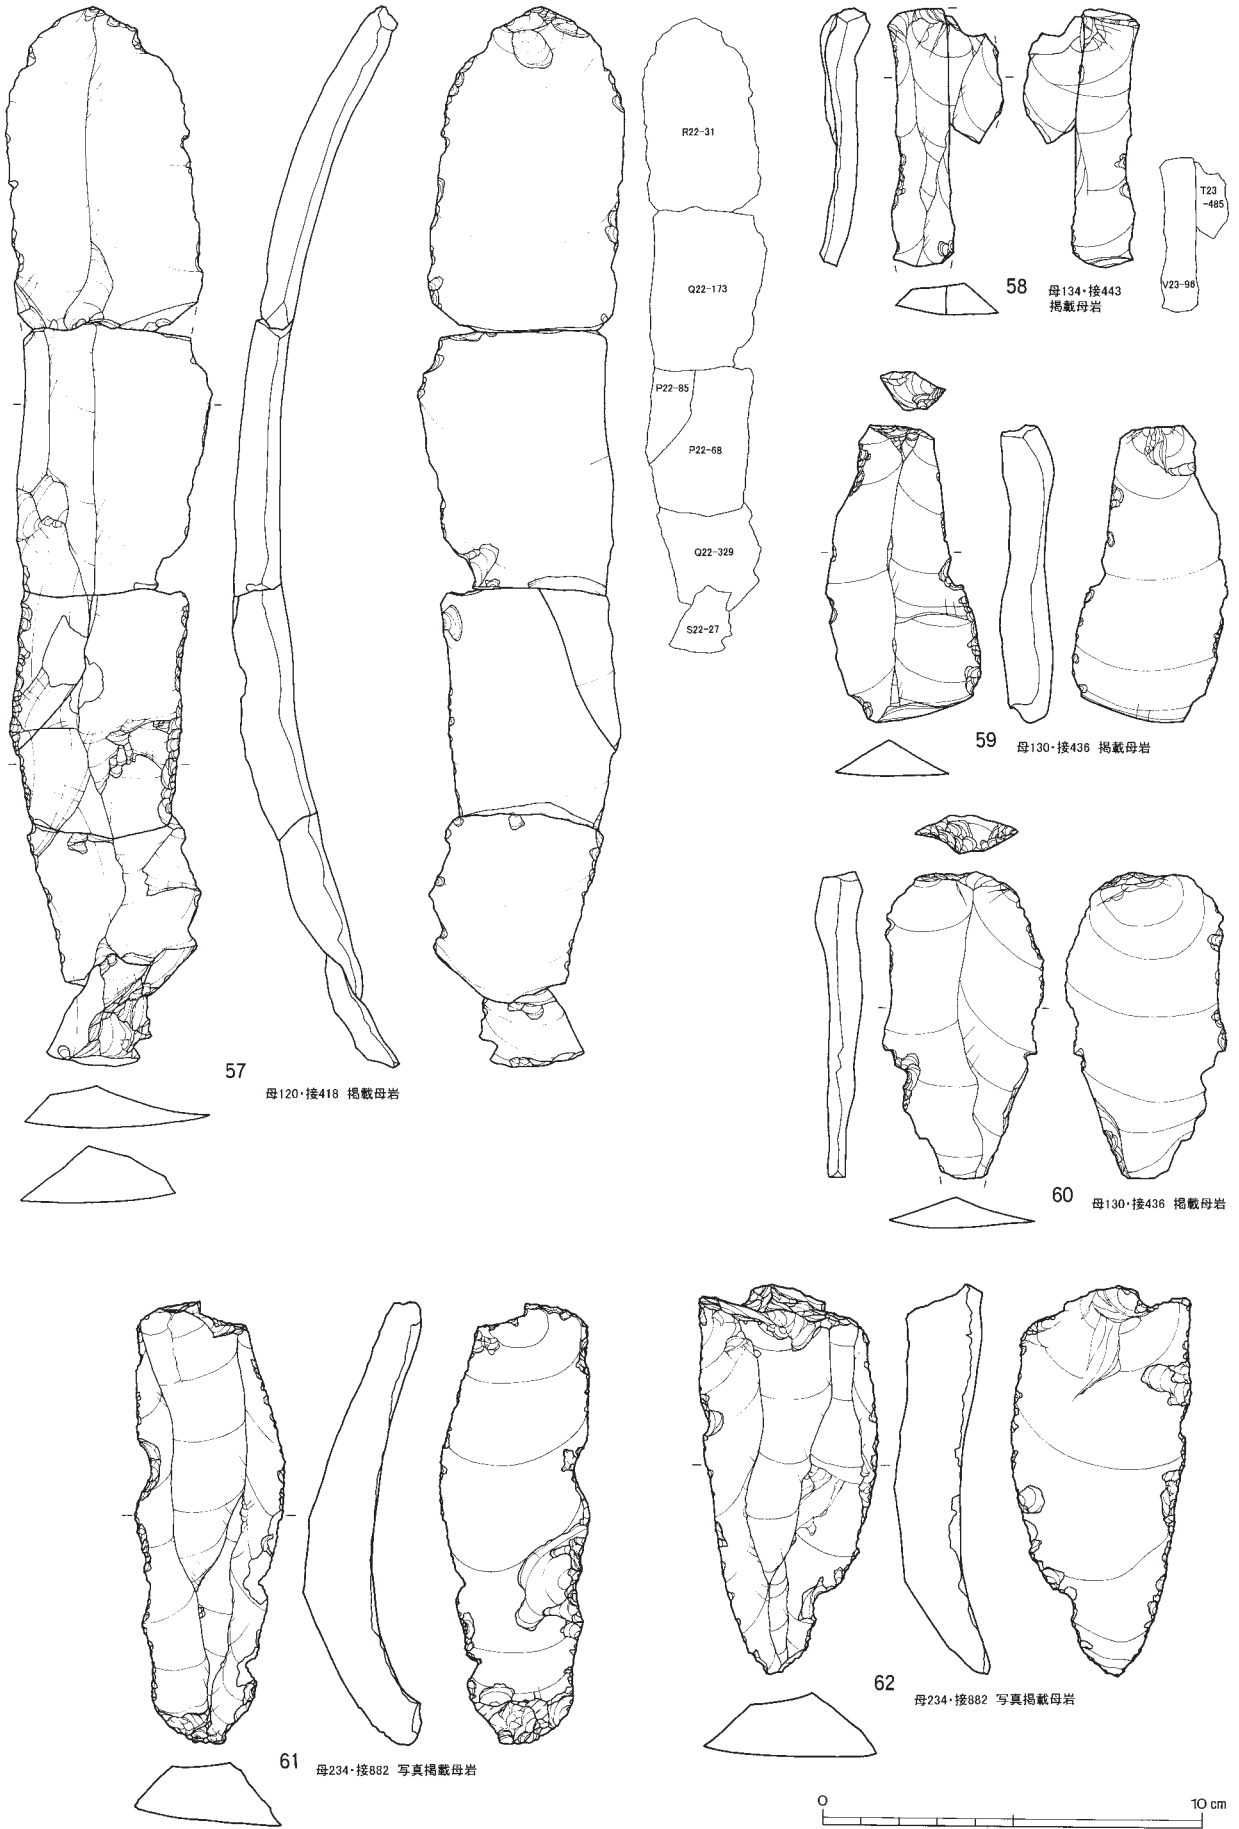 R22-31
Q22-173
P22-85
P22-68
Q22-329
S22-27
57
母120・接418 掲載母岩
T23
-485
V23-98
58
母134・接443
掲載母岩
59
母130・接436 掲載母岩
60
母130・接436 掲載母岩
61
母234・接882 写真掲載母岩
62
母234・接882 写真掲載母岩
0
10 cm